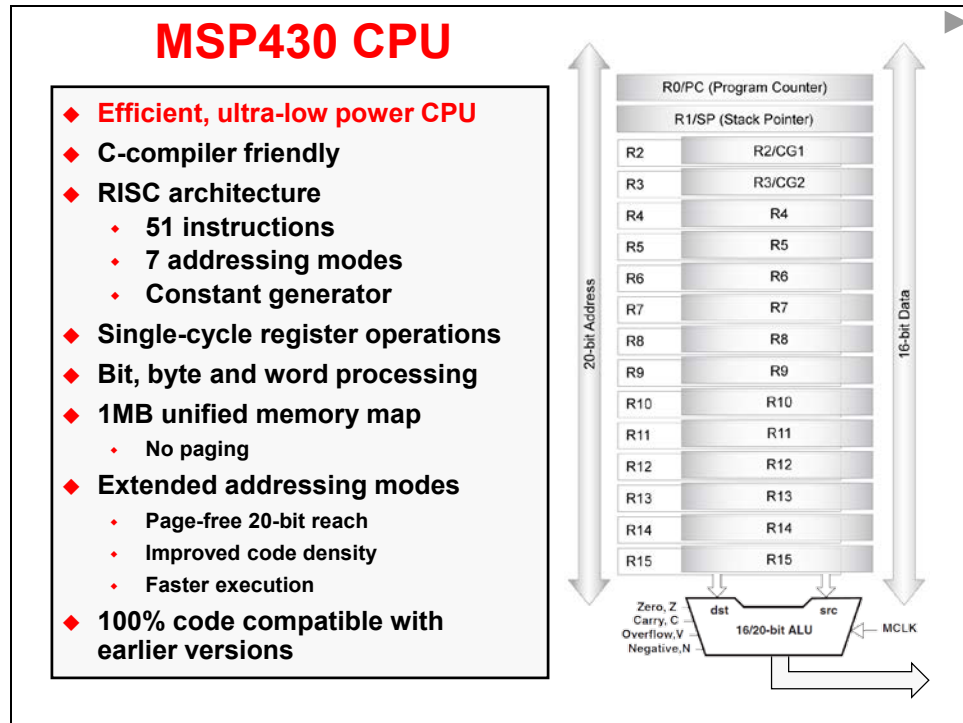 MSP430 CPU
Efficient, ultra-low power CPU
C-compiler friendly
RISC architecture
51 instructions
7 addressing modes
Constant generator
Single-cycle register operations
Bit, byte and word processing
1MB unified memory map
No paging
Extended addressing modes
Page-free 20-bit reach
Improved code density
Faster execution
100% code compatible with
earlier versions
20-bit Address
R0/PC (Program Counter)
R1/SP (Stack Pointer)
R2 R2/CG1
R3 R3/CG2
R4 R4
R5 R5
R6 R6
R7 R7
R8 R8
R9 R9
R10 R10
R11 R11
R12 R12
R13 R13
R14 R14
R15 R15
16-bit Data
dst src
Zero, Z
Carry, C
Overflow,V
Negative,N
16/20-bit ALU
MCLK